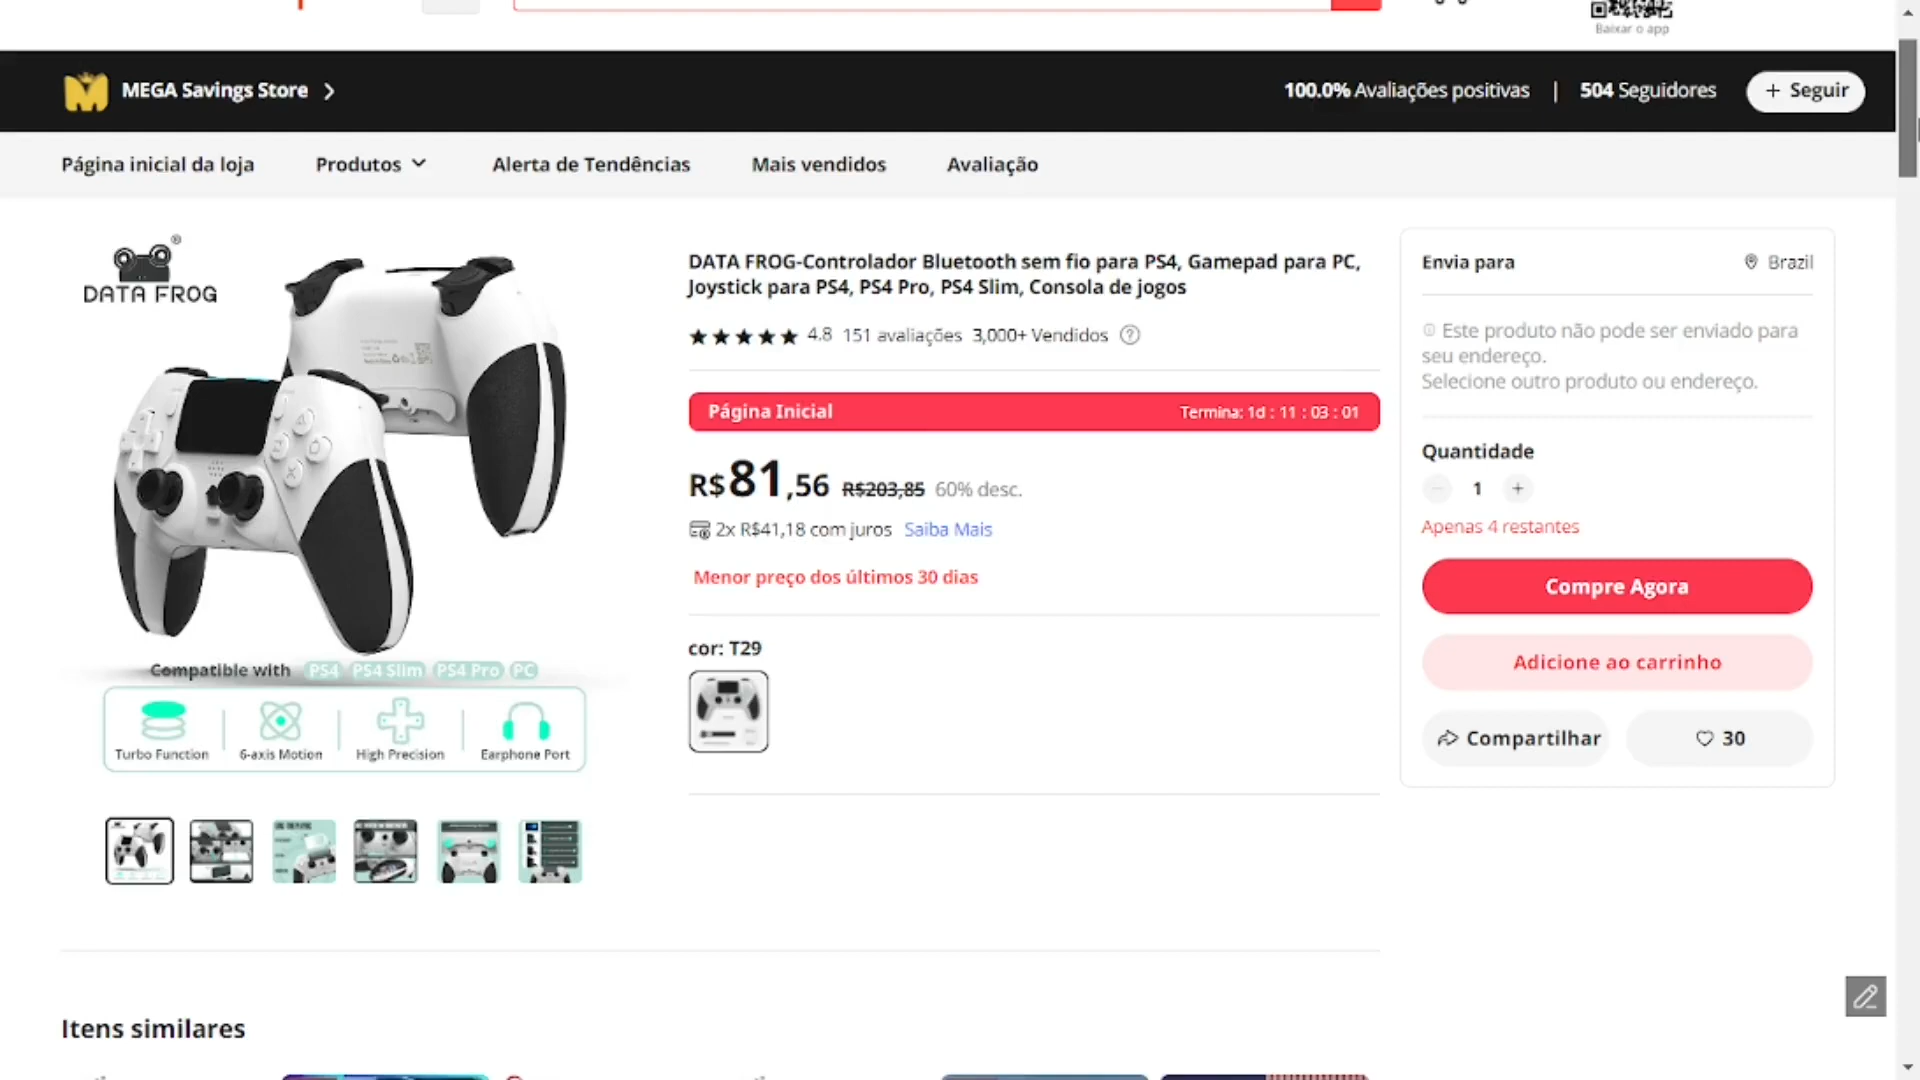 Baixar o app
MEGA Savings Store
100.0% Avaliações positivas | 504 Seguidores
+ Seguir
Página inicial da loja
Produtos
Alerta de Tendências
Mais vendidos
Avaliação
DATA FROG
Compatible with PS4 PS4 Slim PS4 Pro PC
Turbo Function
6-axis Motion
High Precision
Earphone Port
DATA FROG-Controlador Bluetooth sem fio para PS4, Gamepad para PC,
Joystick para PS4, PS4 Pro, PS4 Slim, Consola de jogos
4.8 151 avaliações 3,000+ Vendidos
Página Inicial
Termina: 1d : 11 : 03 : 01
R$81,56 R$203,85 60% desc.
2x R$41,18 com juros Saiba Mais
Menor preço dos últimos 30 dias
cor: T29
Envia para
Brazil
Este produto não pode ser enviado para
seu endereço.
Selecione outro produto ou endereço.
Quantidade
1
Apenas 4 restantes
Compre Agora
Adicione ao carrinho
Compartilhar
30
Itens similares